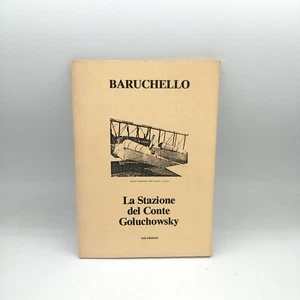 BARUCHELLO
La Stazione
del Conte
Goluchowsky